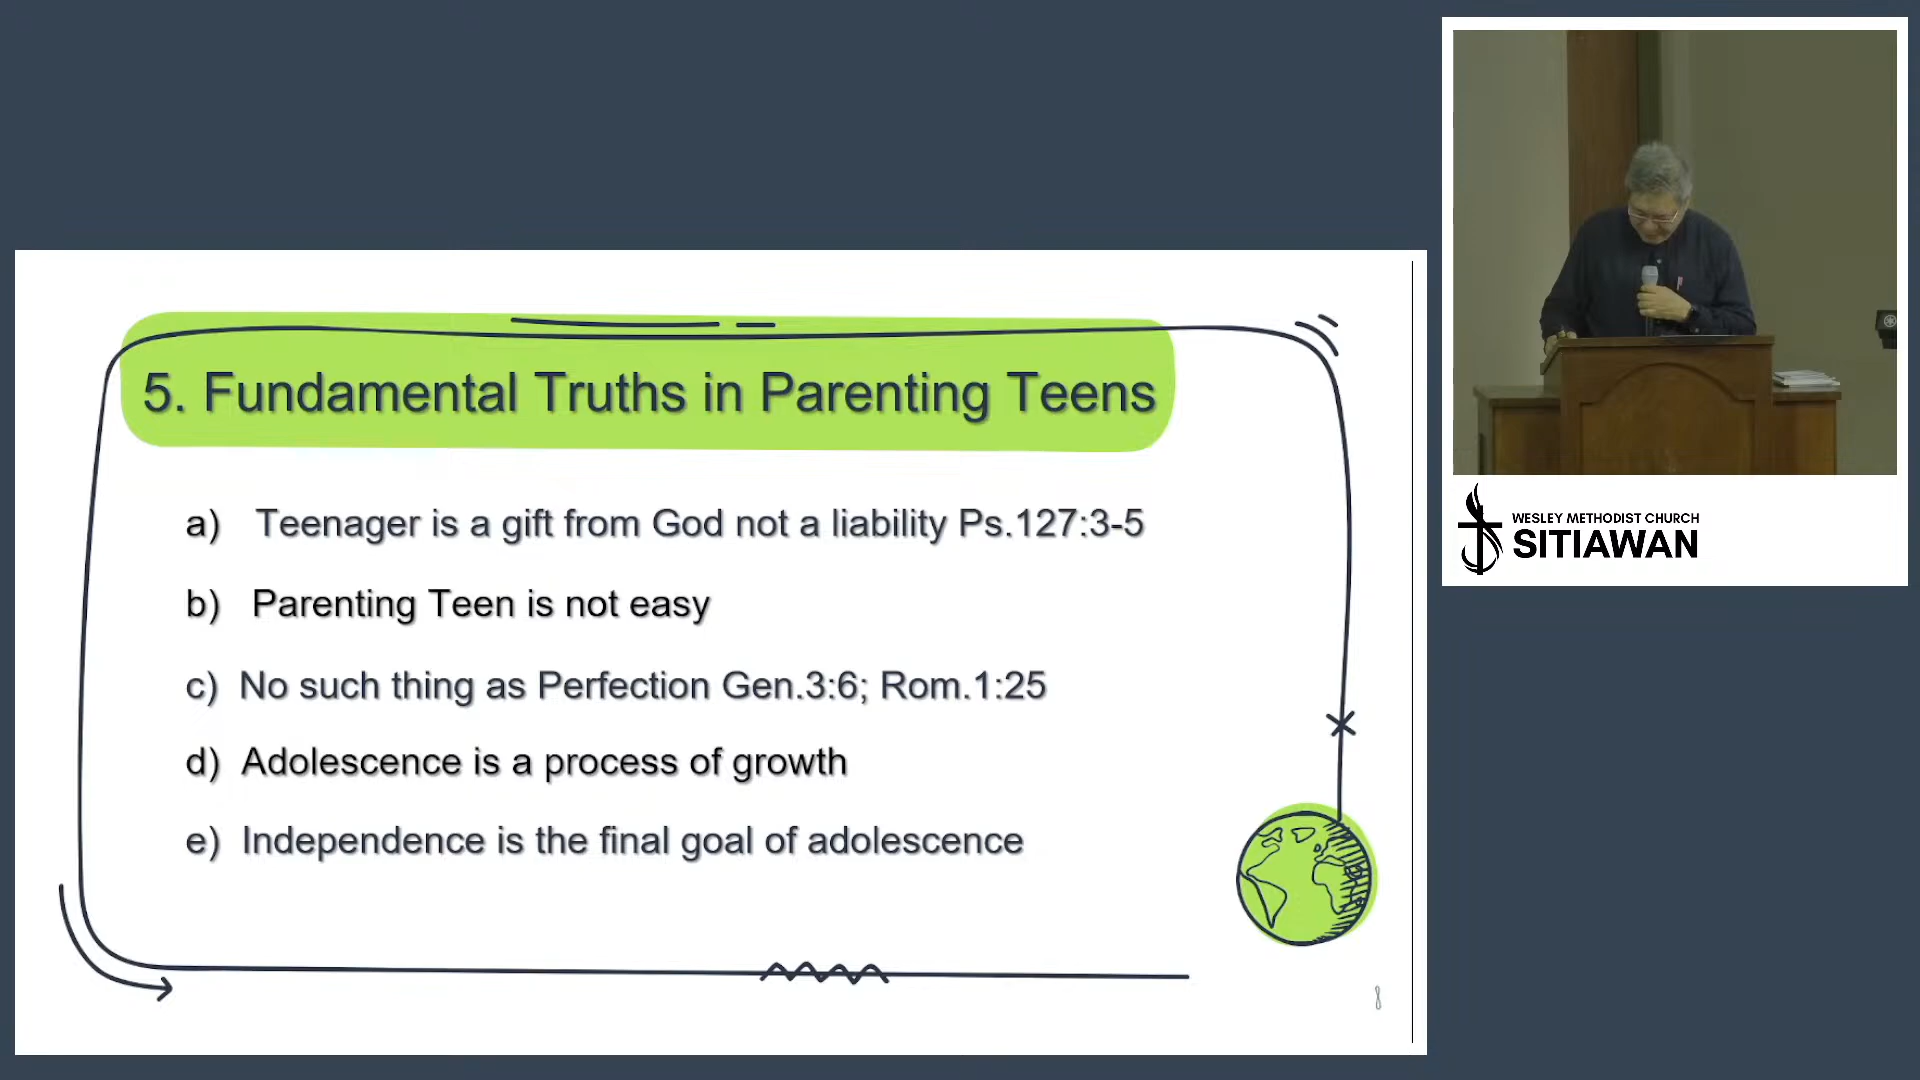 5. Fundamental Truths in Parenting Teens
a) Teenager is a gift from God not a liability Ps.127:3-5
b) Parenting Teen is not easy
c) No such thing as Perfection Gen.3:6; Rom.1:25
d) Adolescence is a process of growth
e) Independence is the final goal of adolescence
8
WESLEY METHODIST CHURCH
SITIAWAN